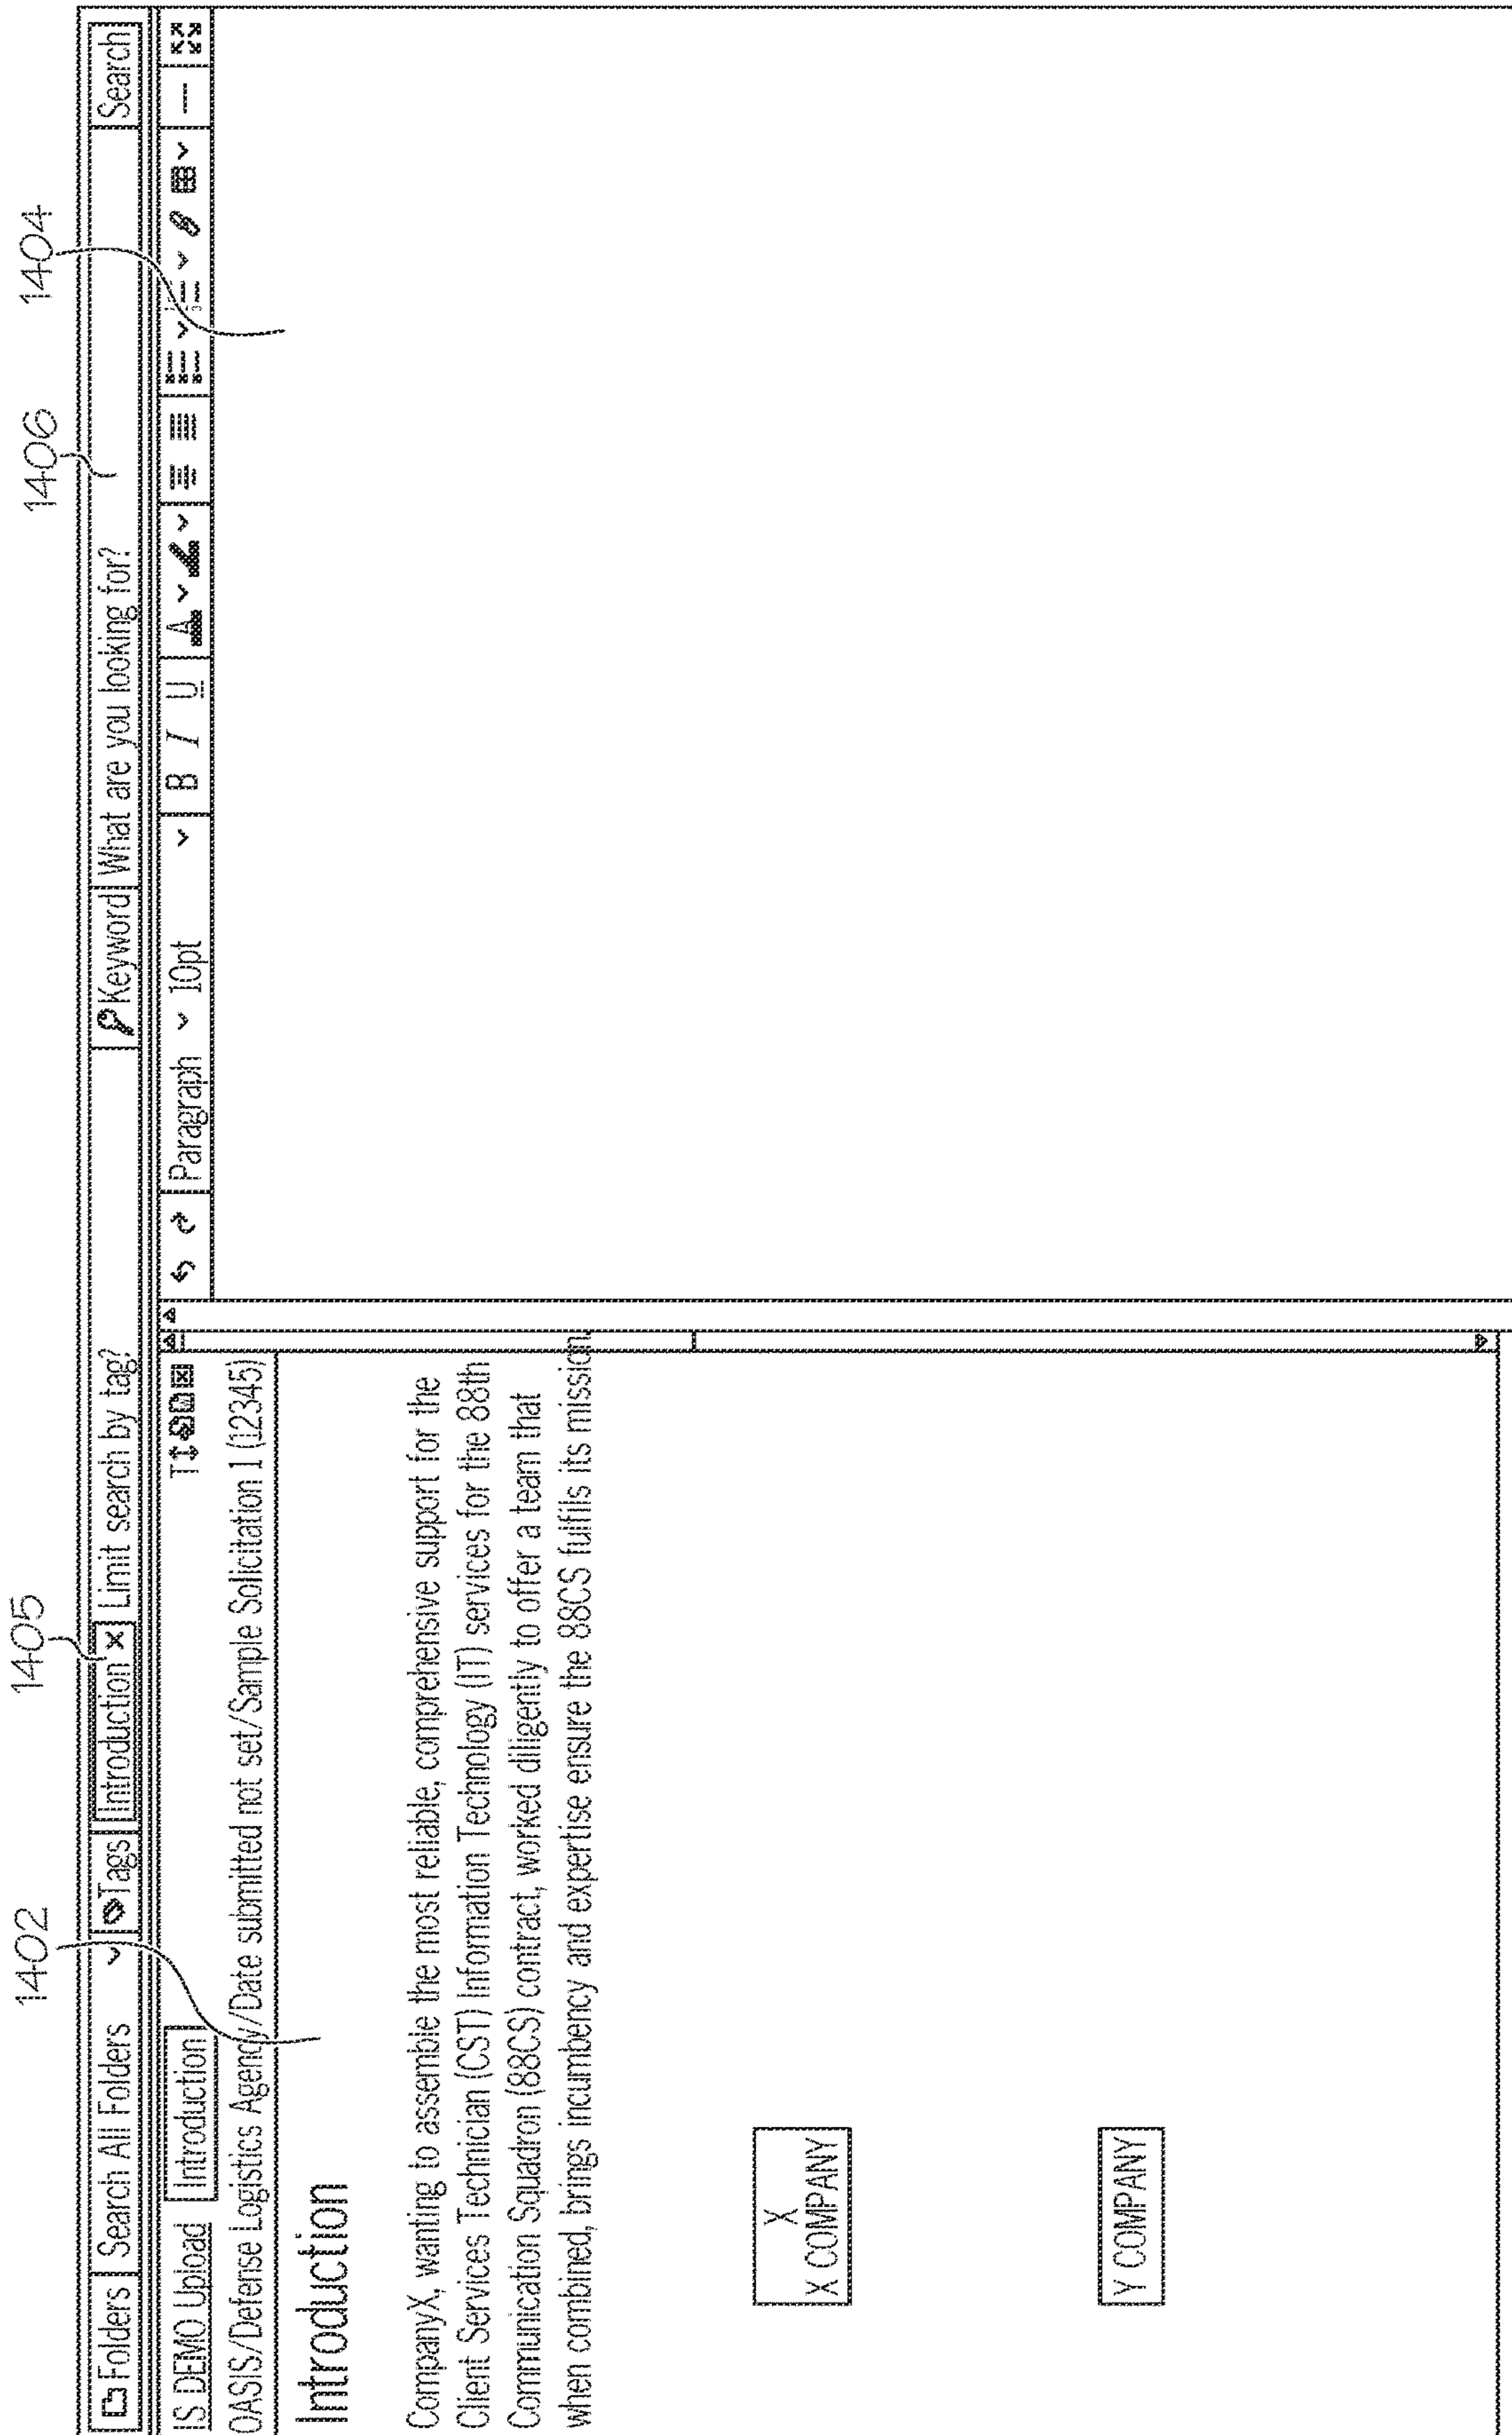 1402
1405
1406
1404
Folders Search All Folders Tags Introduction × Limit search by tag? Keyword What are you looking for? Search
IS DEMO Upload Introduction
OASIS/Defense Logistics Agency/Date submitted not set/Sample Solicitation 1 (12345)
Paragraph 10pt B I U A
Introduction
CompanyX, wanting to assemble the most reliable, comprehensive support for the
Client Services Technician (CST) Information Technology (IT) services for the 88th
Communication Squadron (88CS) contract, worked diligently to offer a team that
when combined, brings incumbency and expertise ensure the 88CS fulfils its mission.
X
X COMPANY
Y COMPANY